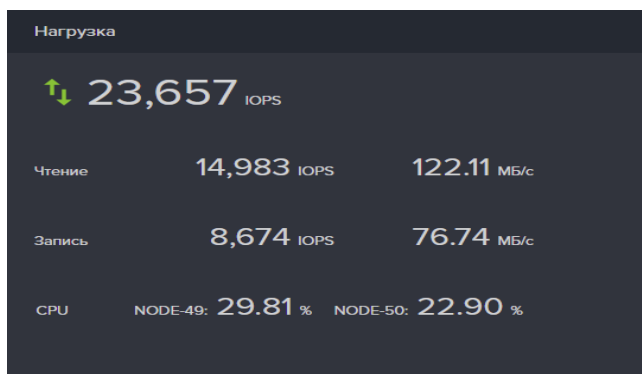 Нагрузка
23,657 IOPS
Чтение 14,983 IOPS 122.11 МБ/с
Запись 8,674 IOPS 76.74 МБ/с
CPU NODE-49: 29.81 % NODE-50: 22.90 %